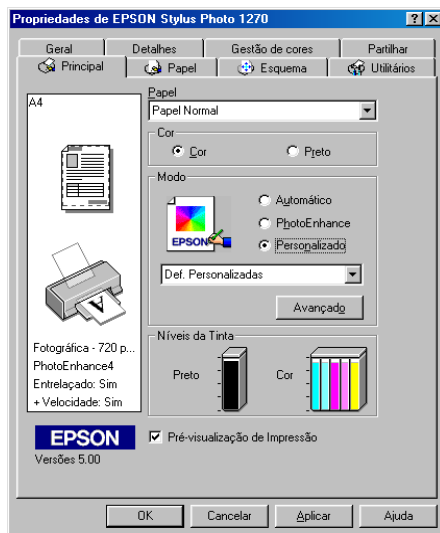 Propriedades de EPSON Stylus Photo 1270
Geral Detalhes Gestão de cores Partilhar
Principal Papel Esquema Utilitários
A4
Papel
Papel Normal
Cor
Cor Preto
Modo
Automático
PhotoEnhance
EPSON
Personalizado
Def. Personalizadas
Avançado
Níveis da Tinta
Preto Cor
Fotográfica - 720 p...
PhotoEnhance4
Entrelaçado: Sim
+ Velocidade: Sim
EPSON
Pré-visualização de Impressão
Versões 5.00
OK Cancelar Aplicar Ajuda